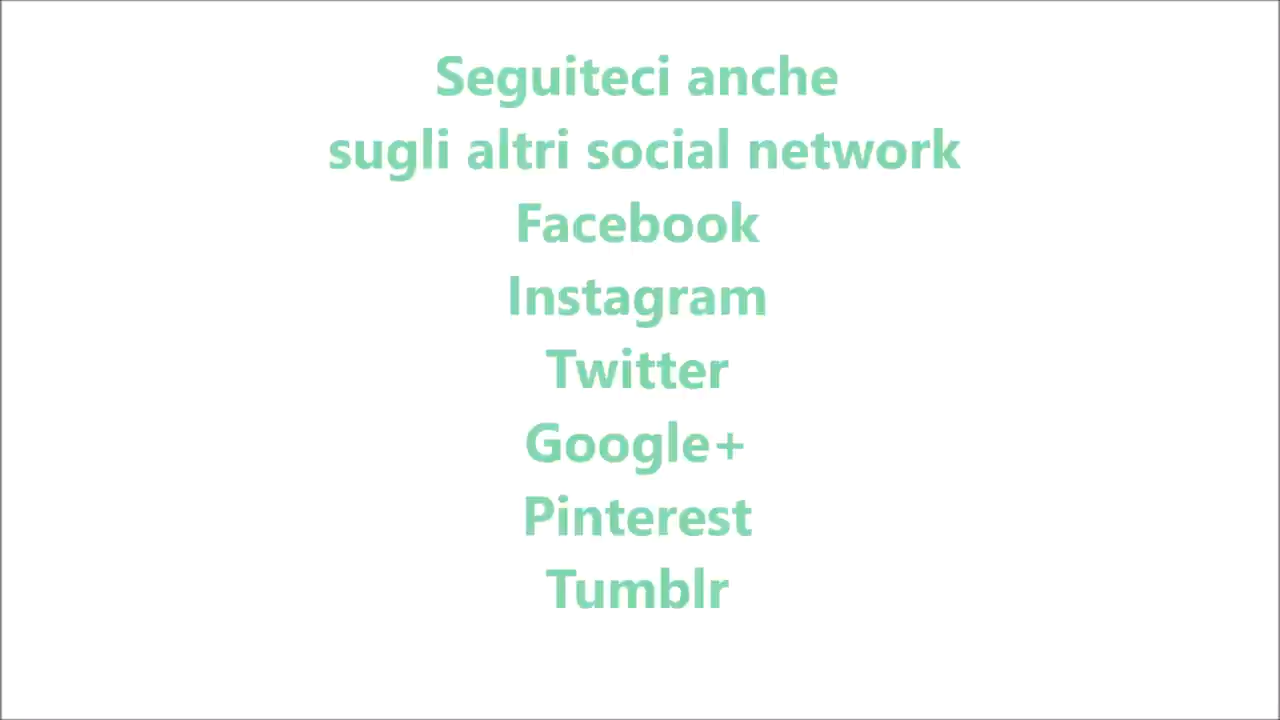 Seguiteci anche
sugli altri social network
Facebook
Instagram
Twitter
Google+
Pinterest
Tumblr